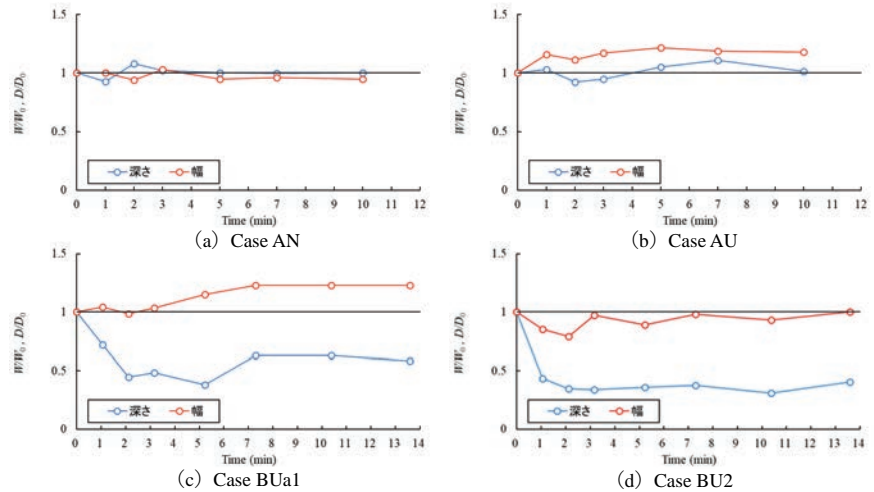 1.5
1
0.5
0
W/W₀ , D/D₀
深さ 幅
0 1 2 3 4 5 6 7 8 9 10 11 12
Time (min)
(a) Case AN
1.5
1
0.5
0
W/W₀ , D/D₀
深さ 幅
0 1 2 3 4 5 6 7 8 9 10 11 12
Time (min)
(b) Case AU
1.5
1
0.5
0
W/W₀ , D/D₀
深さ 幅
0 1 2 3 4 5 6 7 8 9 10 11 12 13 14
Time (min)
(c) Case BUa1
1.5
1
0.5
0
W/W₀ , D/D₀
深さ 幅
0 1 2 3 4 5 6 7 8 9 10 11 12 13 14
Time (min)
(d) Case BU2